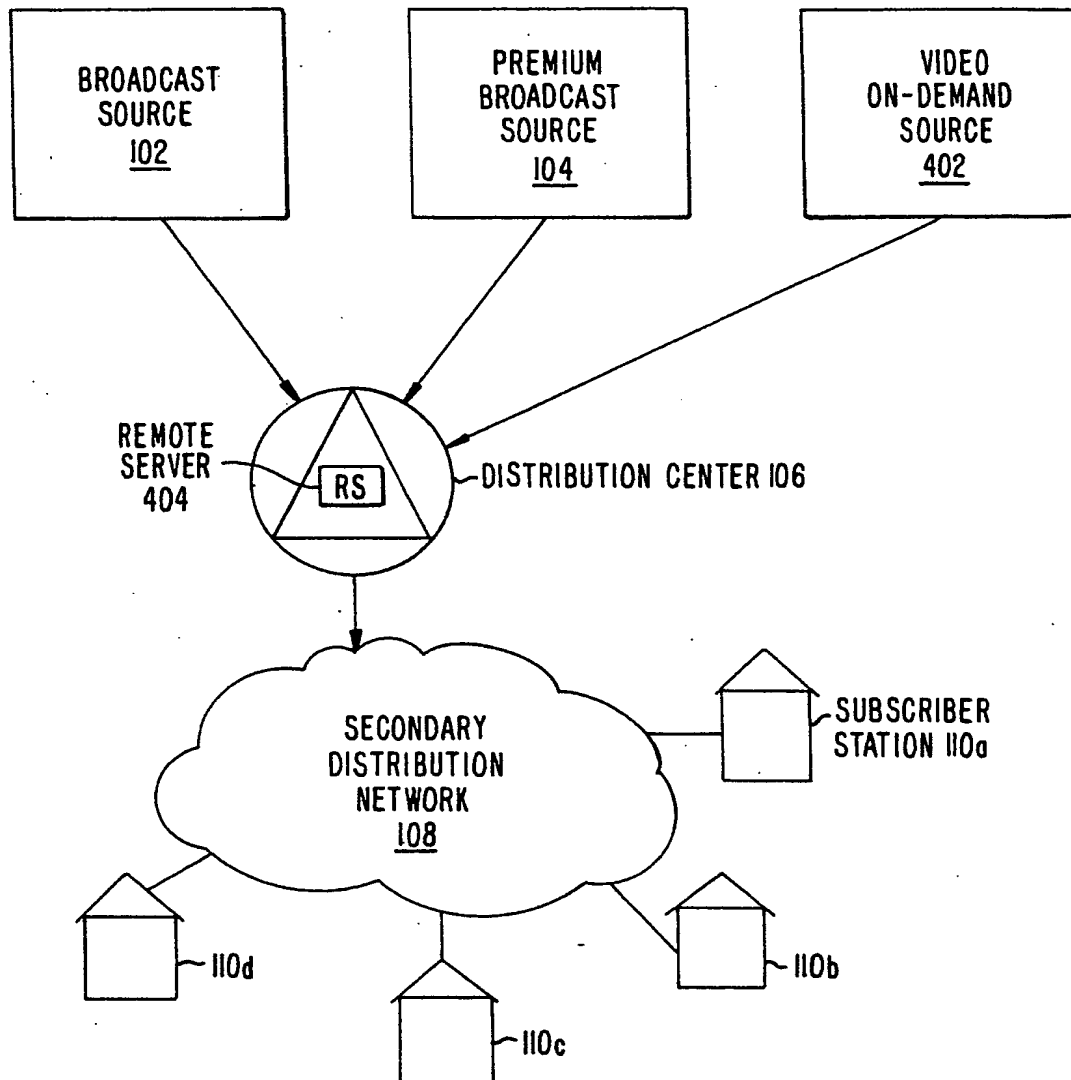 BROADCAST
SOURCE
102
PREMIUM
BROADCAST
SOURCE
104
VIDEO
ON-DEMAND
SOURCE
402
REMOTE
SERVER
404
RS
DISTRIBUTION CENTER 106
SECONDARY
DISTRIBUTION
NETWORK
108
SUBSCRIBER
STATION 110a
110d
110b
110c